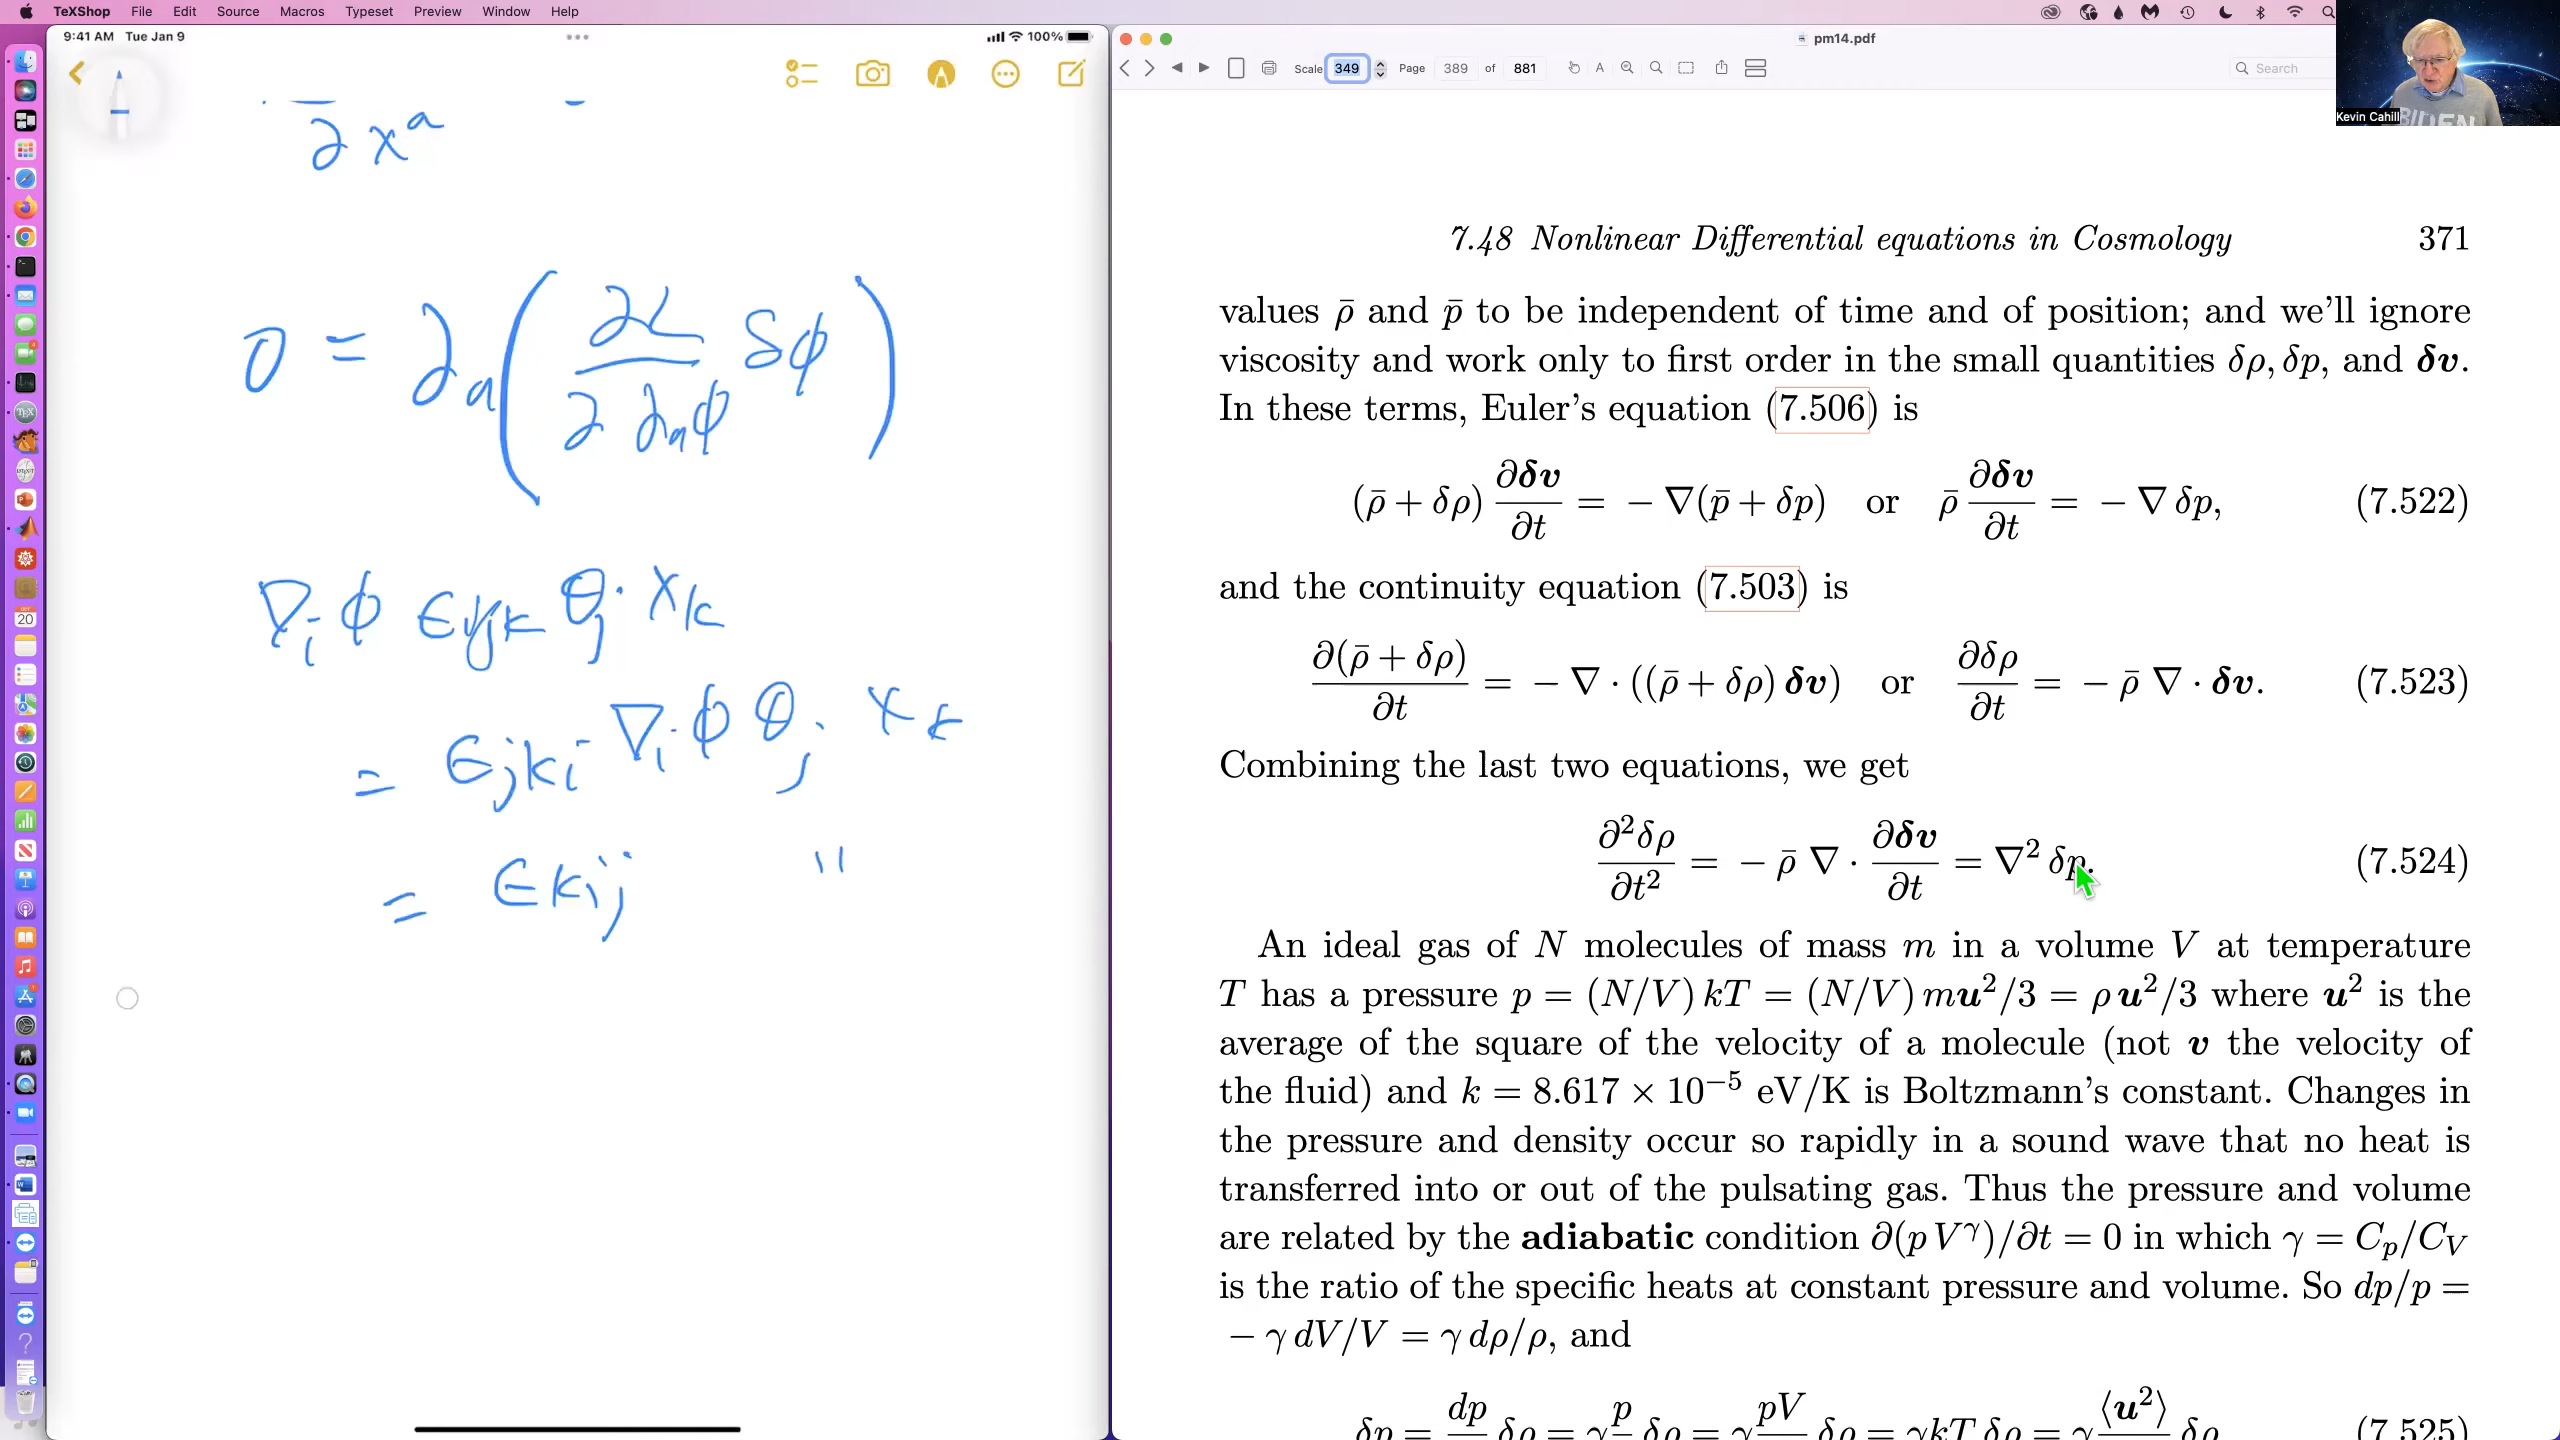 TeXShop File Edit Source Macros Typeset Preview Window Help
9:41 AM Tue Jan 9
100%
∂ x^a
0 = ∂_a ( ∂L / ∂ ∂_a φ δφ )
∇_i φ ε_ijk θ_j x_k
= ε_jki ∇_i φ θ_j x_k
= ε_kij "
pm14.pdf
Scale 349 Page 389 of 881 Search
Kevin Cahill
BIDEN
7.48 Nonlinear Differential equations in Cosmology 371
values ρ̄ and p̄ to be independent of time and of position; and we'll ignore
viscosity and work only to first order in the small quantities δρ, δp, and δv.
In these terms, Euler's equation (7.506) is
(ρ̄ + δρ) ∂δv/∂t = − ∇(p̄ + δp) or ρ̄ ∂δv/∂t = − ∇ δp, (7.522)
and the continuity equation (7.503) is
∂(ρ̄ + δρ)/∂t = − ∇ · ((ρ̄ + δρ) δv) or ∂δρ/∂t = − ρ̄ ∇ · δv. (7.523)
Combining the last two equations, we get
∂²δρ/∂t² = − ρ̄ ∇ · ∂δv/∂t = ∇² δp. (7.524)
An ideal gas of N molecules of mass m in a volume V at temperature
T has a pressure p = (N/V) kT = (N/V) mu²/3 = ρ u²/3 where u² is the
average of the square of the velocity of a molecule (not v the velocity of
the fluid) and k = 8.617 × 10⁻⁵ eV/K is Boltzmann's constant. Changes in
the pressure and density occur so rapidly in a sound wave that no heat is
transferred into or out of the pulsating gas. Thus the pressure and volume
are related by the adiabatic condition ∂(p V^γ)/∂t = 0 in which γ = C_p/C_V
is the ratio of the specific heats at constant pressure and volume. So dp/p =
− γ dV/V = γ dρ/ρ, and